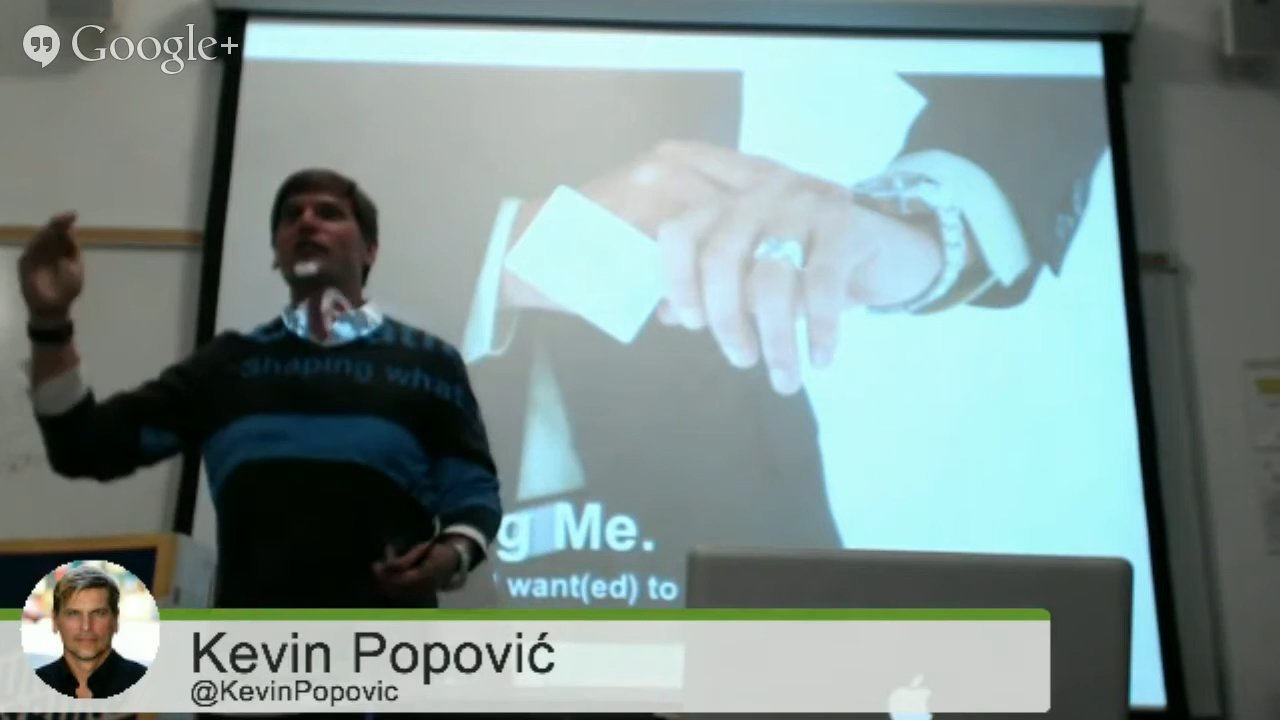 Google+
Shaping what
g Me.
want(ed) to
Kevin Popović
@KevinPopovic